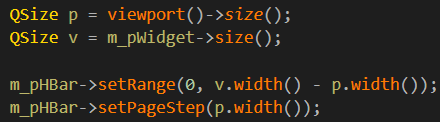 QSize p = viewport()->size();
QSize v = m_pWidget->size();
m_pHBar->setRange(0, v.width() - p.width());
m_pHBar->setPageStep(p.width());